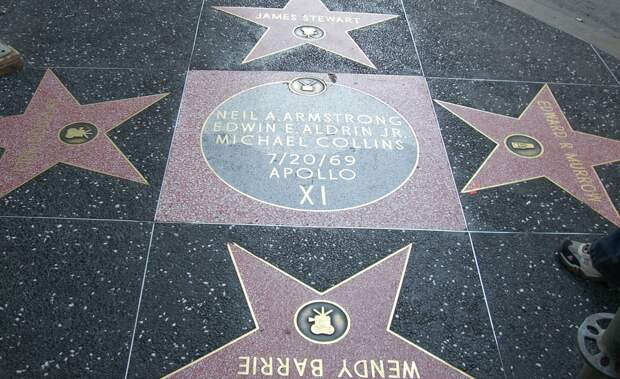 JAMES STEWART
NEIL A. ARMSTRONG
EDWIN E. ALDRIN JR.
MICHAEL COLLINS
7/20/69
APOLLO
XI
EDWARD R. MURROW
WENDY BARRIE